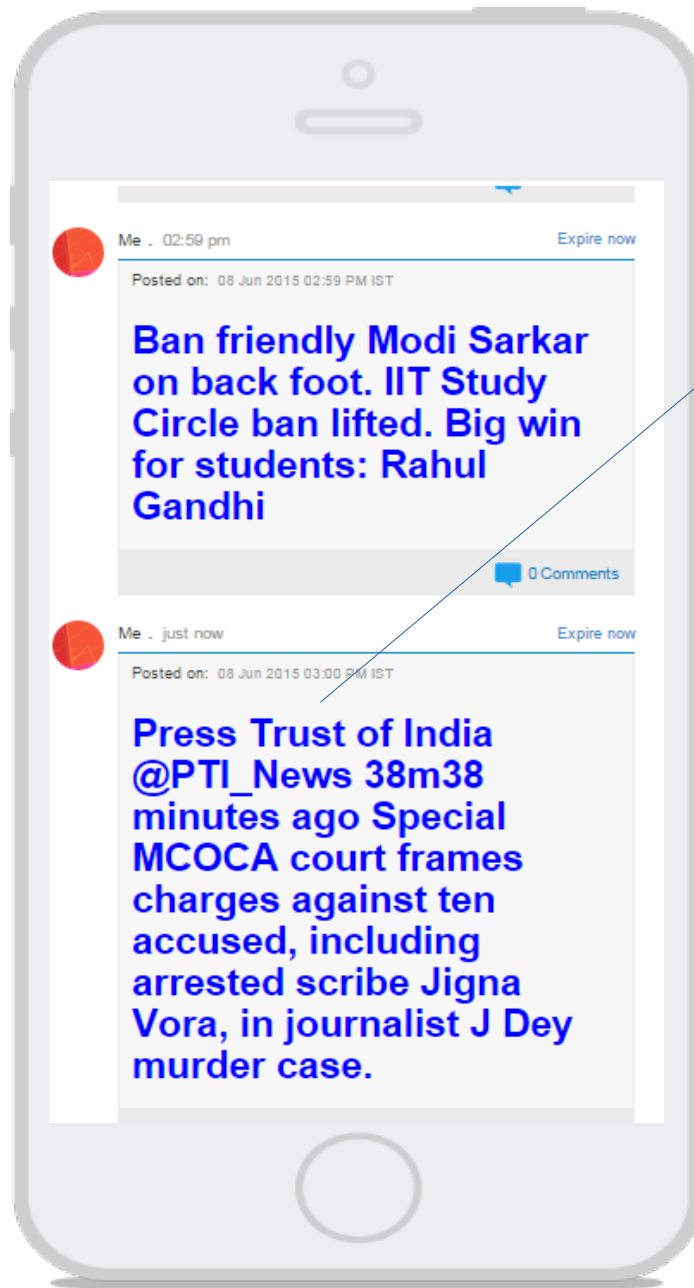 Me . 02:59 pm Expire now
Posted on: 08 Jun 2015 02:59 PM IST
Ban friendly Modi Sarkar
on back foot. IIT Study
Circle ban lifted. Big win
for students: Rahul
Gandhi
0 Comments
Me . just now Expire now
Posted on: 08 Jun 2015 03:00 PM IST
Press Trust of India
@PTI_News 38m38
minutes ago Special
MCOCA court frames
charges against ten
accused, including
arrested scribe Jigna
Vora, in journalist J Dey
murder case.